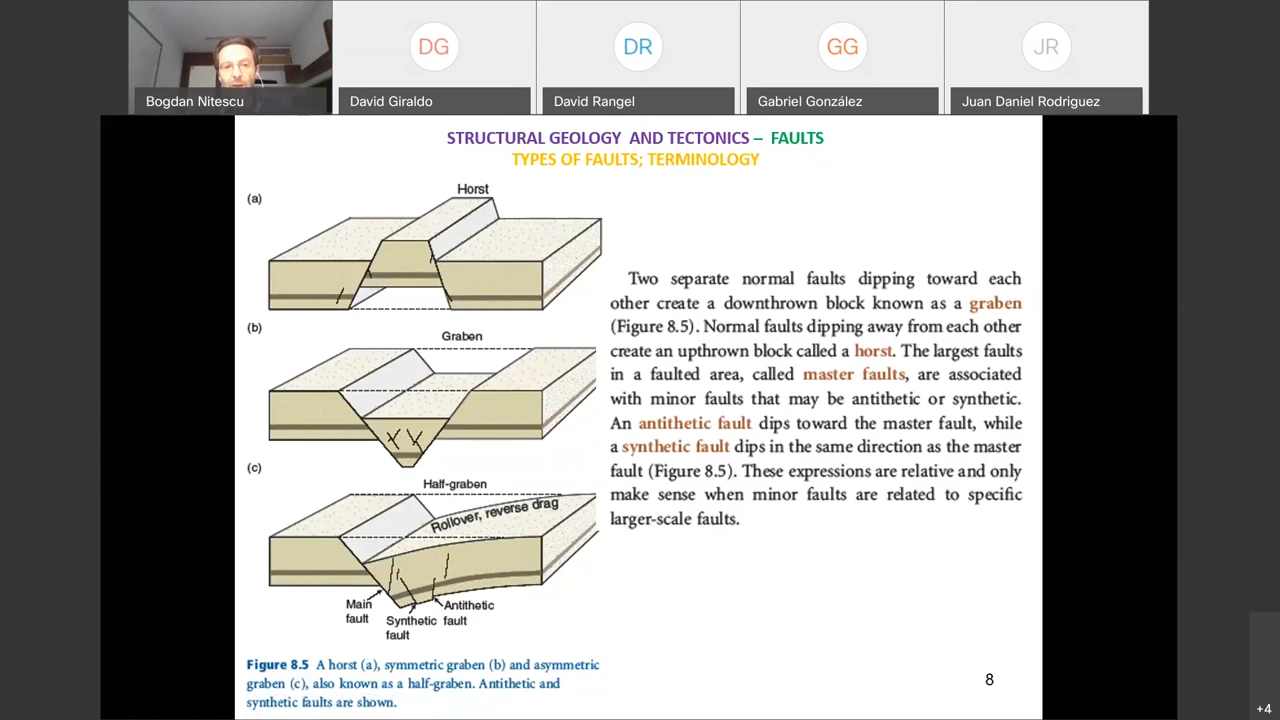 DG
DR
GG
JR
Bogdan Nitescu
David Giraldo
David Rangel
Gabriel González
Juan Daniel Rodriguez
STRUCTURAL GEOLOGY AND TECTONICS – FAULTS
TYPES OF FAULTS; TERMINOLOGY
(a)
Horst
(b)
Graben
(c)
Half-graben
Rollover, reverse drag
Main
fault
Synthetic
fault
Antithetic
fault
Figure 8.5 A horst (a), symmetric graben (b) and asymmetric
graben (c), also known as a half-graben. Antithetic and
synthetic faults are shown.
Two separate normal faults dipping toward each
other create a downthrown block known as a graben
(Figure 8.5). Normal faults dipping away from each other
create an upthrown block called a horst. The largest faults
in a faulted area, called master faults, are associated
with minor faults that may be antithetic or synthetic.
An antithetic fault dips toward the master fault, while
a synthetic fault dips in the same direction as the master
fault (Figure 8.5). These expressions are relative and only
make sense when minor faults are related to specific
larger-scale faults.
8
+4